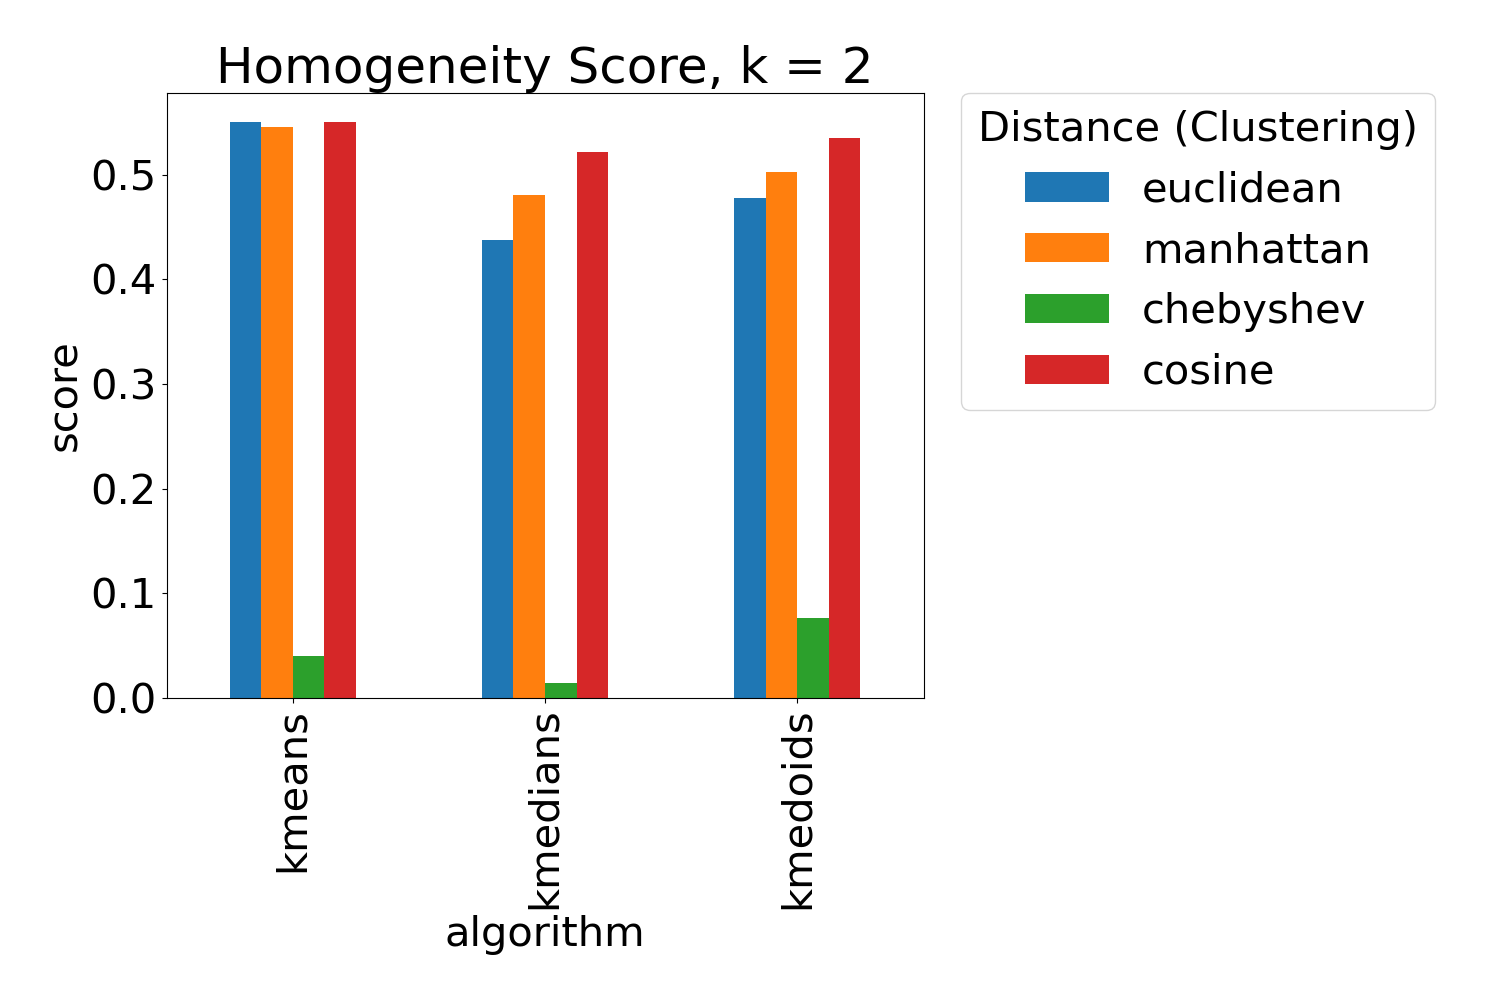 Homogeneity Score, k = 2
score
0.5
0.4
0.3
0.2
0.1
0.0
kmeans
kmedians
kmedoids
algorithm
Distance (Clustering)
euclidean
manhattan
chebyshev
cosine